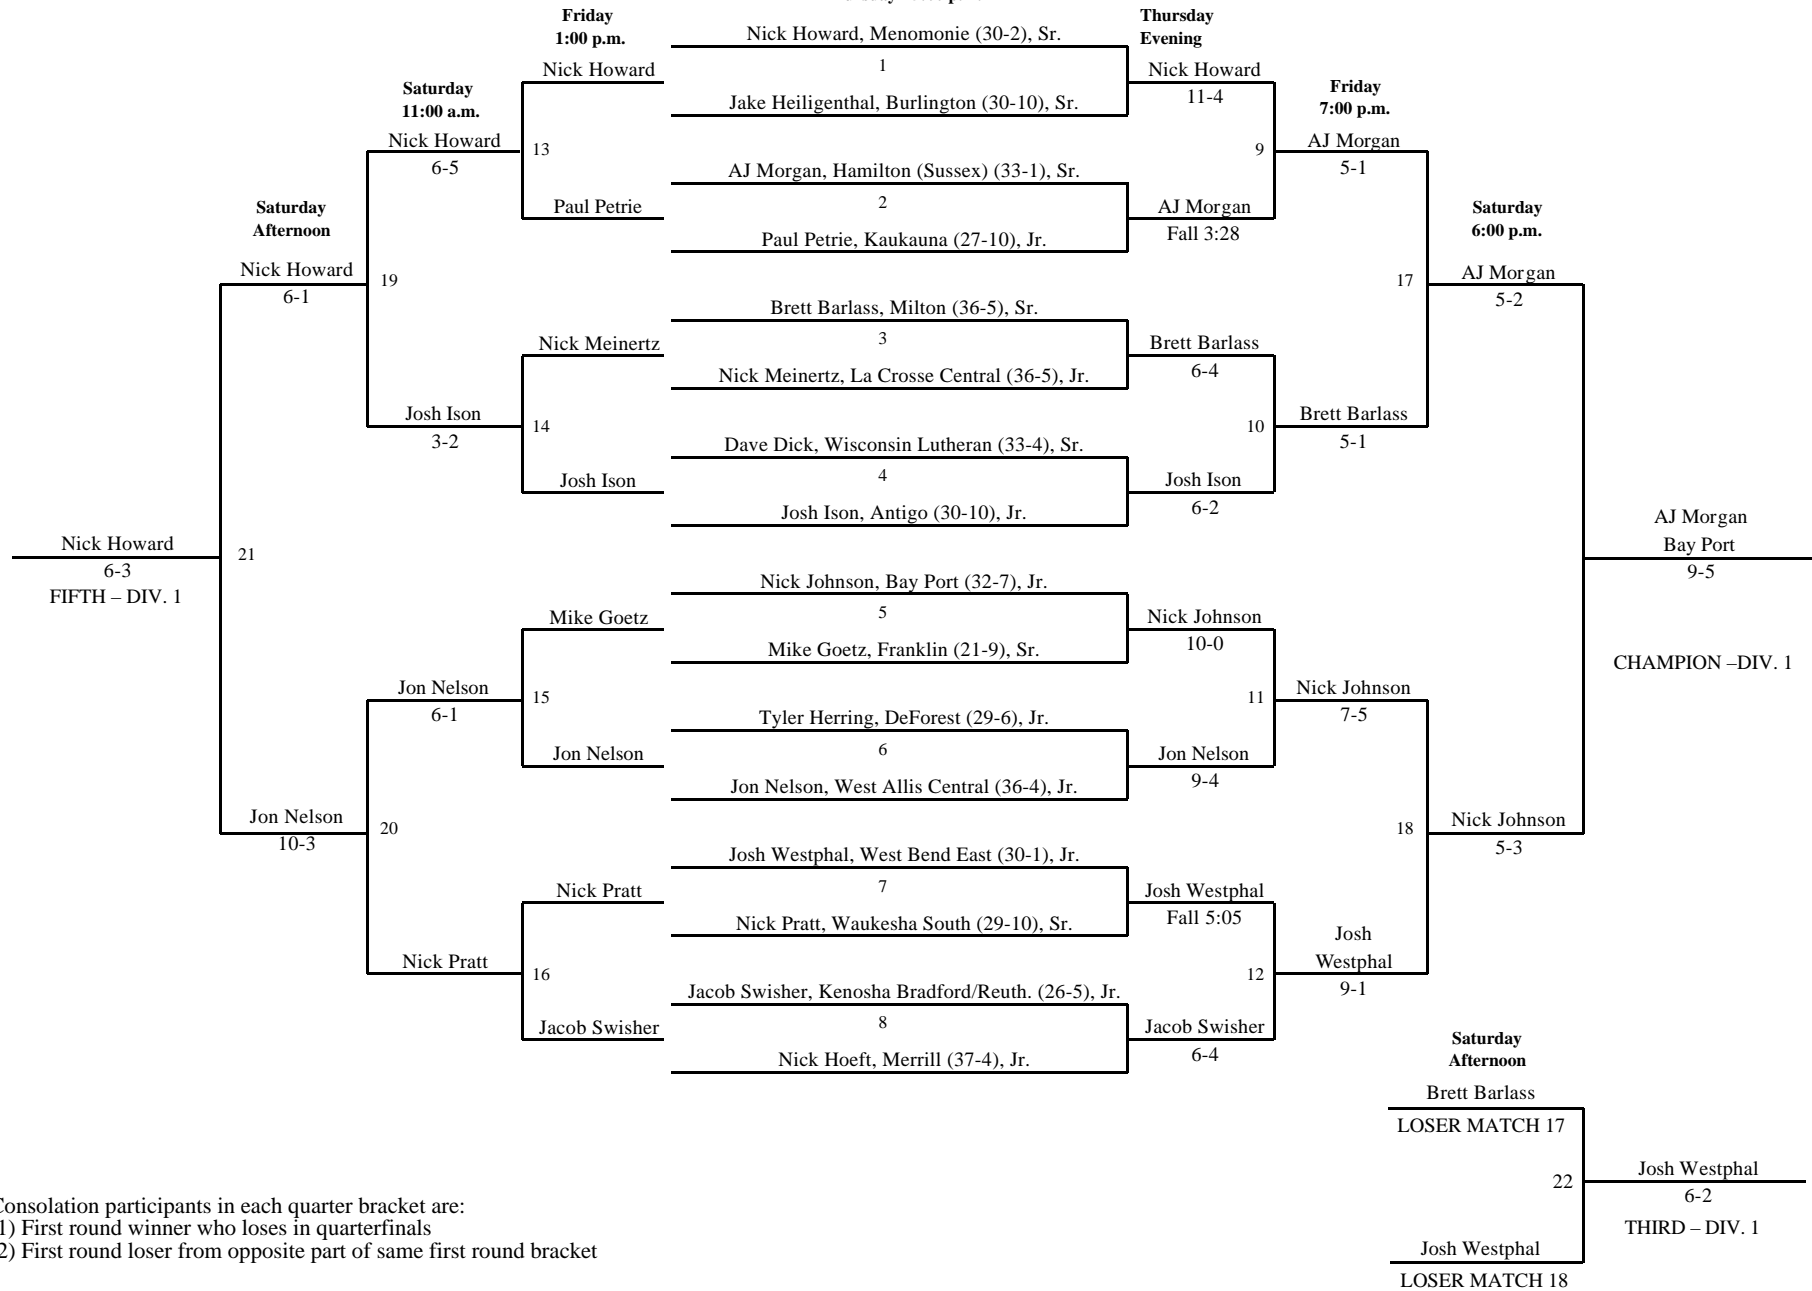 Friday
1:00 p.m.
Thursday
Evening
Nick Howard, Menomonie (30-2), Sr.
Nick Howard
1
Nick Howard
11-4
Saturday
11:00 a.m.
Jake Heiligenthal, Burlington (30-10), Sr.
Friday
7:00 p.m.
Nick Howard
6-5
13
9
AJ Morgan
5-1
AJ Morgan, Hamilton (Sussex) (33-1), Sr.
Saturday
Afternoon
Paul Petrie
2
AJ Morgan
Fall 3:28
Saturday
6:00 p.m.
Paul Petrie, Kaukauna (27-10), Jr.
Nick Howard
6-1
19
17
AJ Morgan
5-2
Brett Barlass, Milton (36-5), Sr.
Nick Meinertz
3
Brett Barlass
6-4
Nick Meinertz, La Crosse Central (36-5), Jr.
Josh Ison
3-2
14
10
Brett Barlass
5-1
Dave Dick, Wisconsin Lutheran (33-4), Sr.
Josh Ison
4
Josh Ison
6-2
Josh Ison, Antigo (30-10), Jr.
Nick Howard
6-3
FIFTH – DIV. 1
21
AJ Morgan
Bay Port
9-5
Nick Johnson, Bay Port (32-7), Jr.
Mike Goetz
5
Nick Johnson
10-0
Mike Goetz, Franklin (21-9), Sr.
CHAMPION –DIV. 1
Jon Nelson
6-1
15
11
Nick Johnson
7-5
Tyler Herring, DeForest (29-6), Jr.
Jon Nelson
6
Jon Nelson
9-4
Jon Nelson, West Allis Central (36-4), Jr.
Jon Nelson
10-3
20
18
Nick Johnson
5-3
Josh Westphal, West Bend East (30-1), Jr.
Nick Pratt
7
Josh Westphal
Fall 5:05
Nick Pratt, Waukesha South (29-10), Sr.
Nick Pratt
16
12
Josh
Westphal
9-1
Jacob Swisher, Kenosha Bradford/Reuth. (26-5), Jr.
Jacob Swisher
8
Jacob Swisher
6-4
Nick Hoeft, Merrill (37-4), Jr.
Saturday
Afternoon
Brett Barlass
LOSER MATCH 17
22
Josh Westphal
6-2
THIRD – DIV. 1
Josh Westphal
LOSER MATCH 18
Consolation participants in each quarter bracket are:
1) First round winner who loses in quarterfinals
2) First round loser from opposite part of same first round bracket